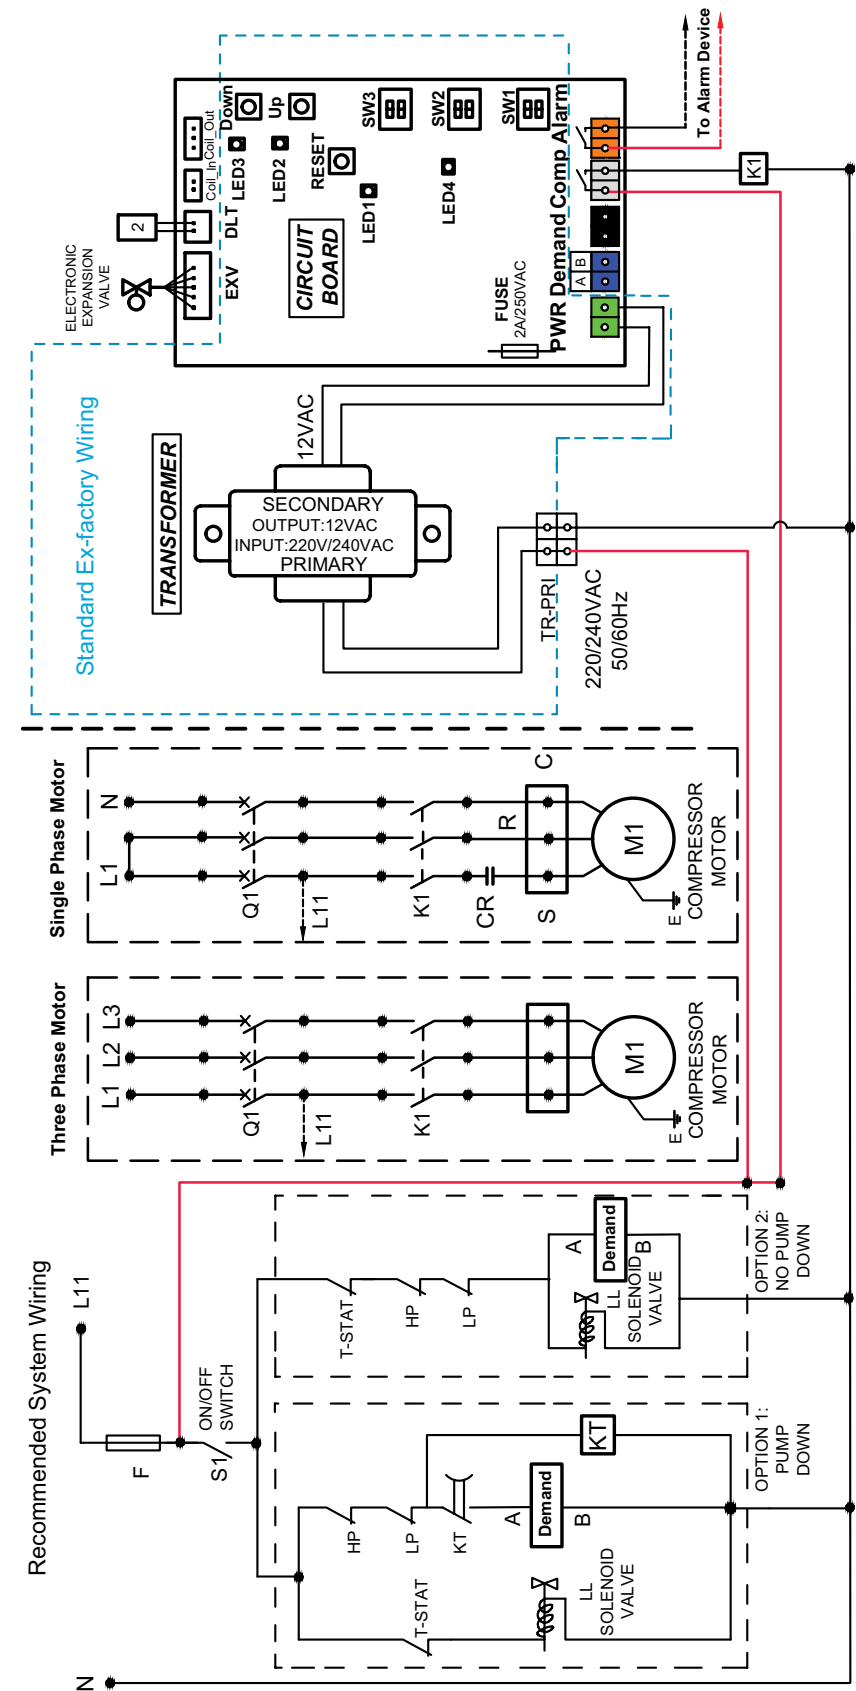 Recommended System Wiring
N
L11
F
S1
ON/OFF
SWITCH
T-STAT
LL
SOLENOID
VALVE
HP
LP
KT
A
Demand
B
KT
OPTION 1:
PUMP
DOWN
T-STAT
HP
LP
LL
SOLENOID
VALVE
A
Demand
B
OPTION 2:
NO PUMP
DOWN
Three Phase Motor
L1
L2
L3
Q1
L11
K1
M1
E
COMPRESSOR
MOTOR
Single Phase Motor
L1
N
Q1
L11
K1
CR
S
R
C
M1
E
COMPRESSOR
MOTOR
Standard Ex-factory Wiring
TRANSFORMER
12VAC
SECONDARY
OUTPUT:12VAC
INPUT:220V/240VAC
PRIMARY
TR-PRI
220/240VAC
50/60Hz
ELECTRONIC
EXPANSION
VALVE
2
EXV
DLT
Coil_In
Coil_Out
Down
Up
LED3
LED2
RESET
LED1
CIRCUIT
BOARD
SW3
SW2
SW1
LED4
FUSE
2A/250VAC
PWR
Demand
Comp
Alarm
A
B
K1
To Alarm Device